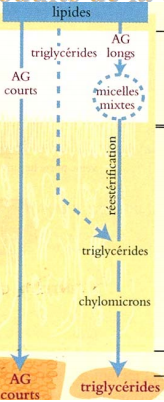 lipides
AG
courts
triglycérides
AG
longs
micelles
mixtes
réestérification
triglycérides
chylomicrons
AG
courts
triglycérides